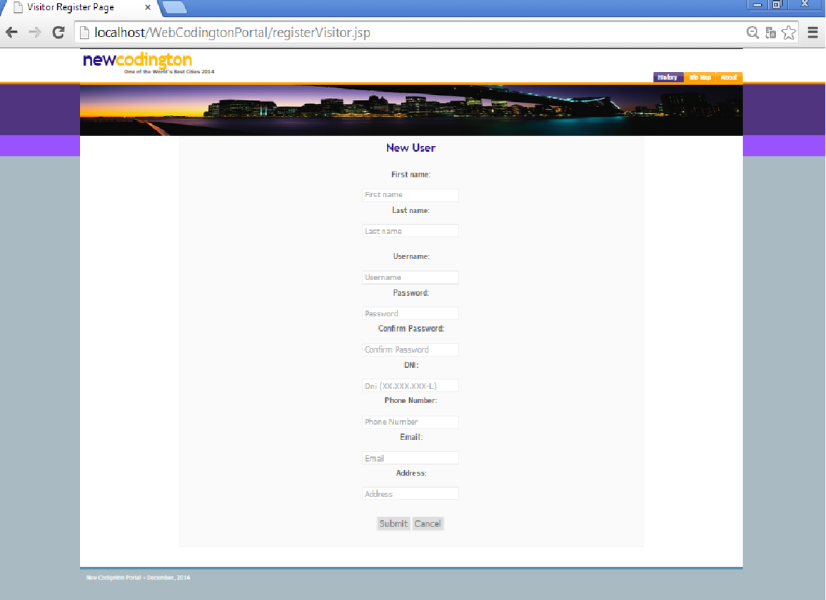 Visitor Register Page
localhost/WebCodingtonPortal/registerVisitor.jsp
newcodington
One of the World's Best Cities 2014
History Site Map About
New User
First name:
First name
Last name:
Last name
Username:
Username
Password:
Password
Confirm Password:
Confirm Password
DNI:
Dni (XX.XXX.XXX-L)
Phone Number:
Phone Number
Email:
Email
Address:
Address
Submit Cancel
New Codington Portal - December, 2014